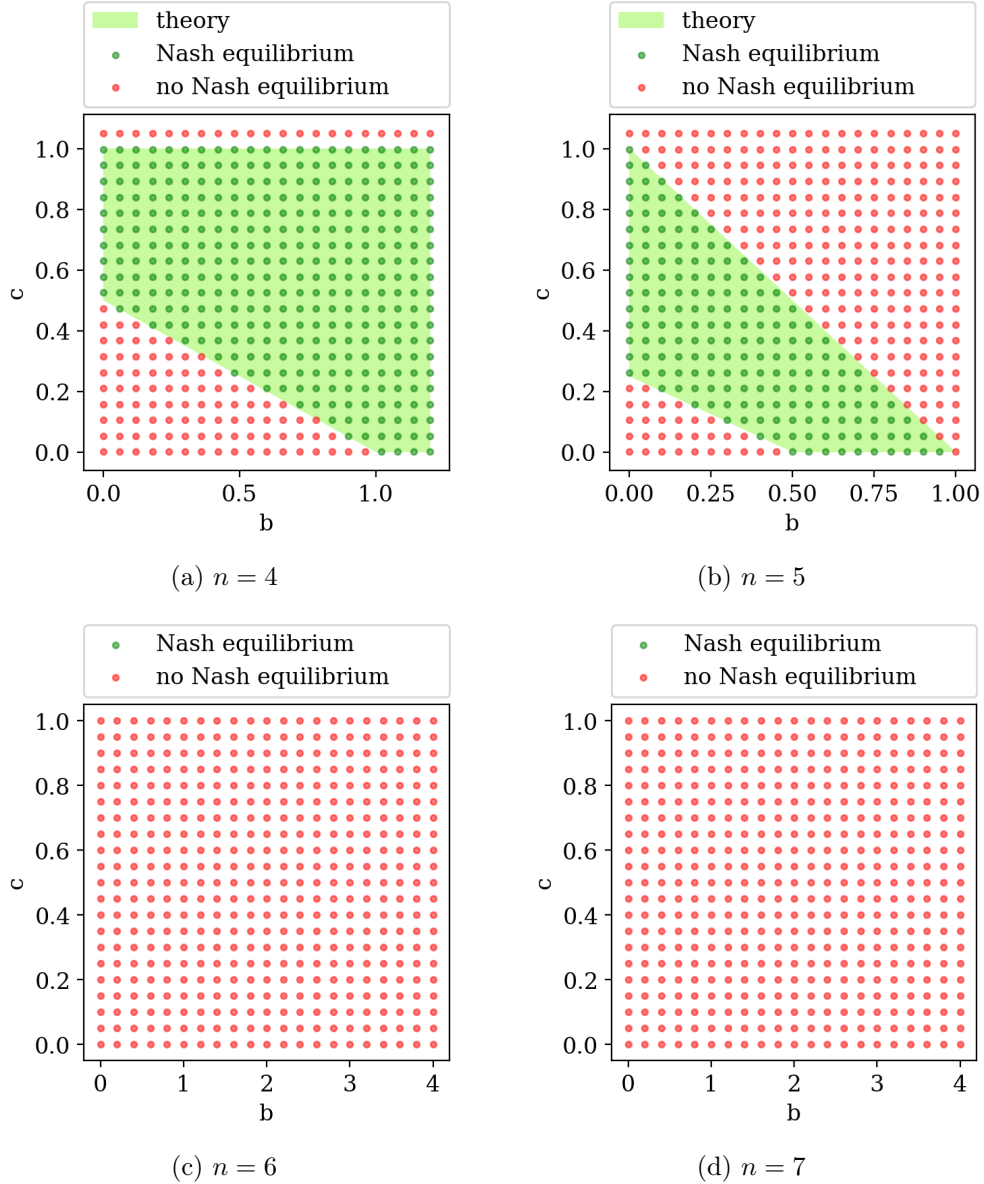 theory
Nash equilibrium
no Nash equilibrium
1.0
0.8
0.6
0.4
0.2
0.0
c
0.0 0.5 1.0
b
(a) n = 4
theory
Nash equilibrium
no Nash equilibrium
1.0
0.8
0.6
0.4
0.2
0.0
c
0.00 0.25 0.50 0.75 1.00
b
(b) n = 5
Nash equilibrium
no Nash equilibrium
1.0
0.8
0.6
0.4
0.2
0.0
c
0 1 2 3 4
b
(c) n = 6
Nash equilibrium
no Nash equilibrium
1.0
0.8
0.6
0.4
0.2
0.0
c
0 1 2 3 4
b
(d) n = 7